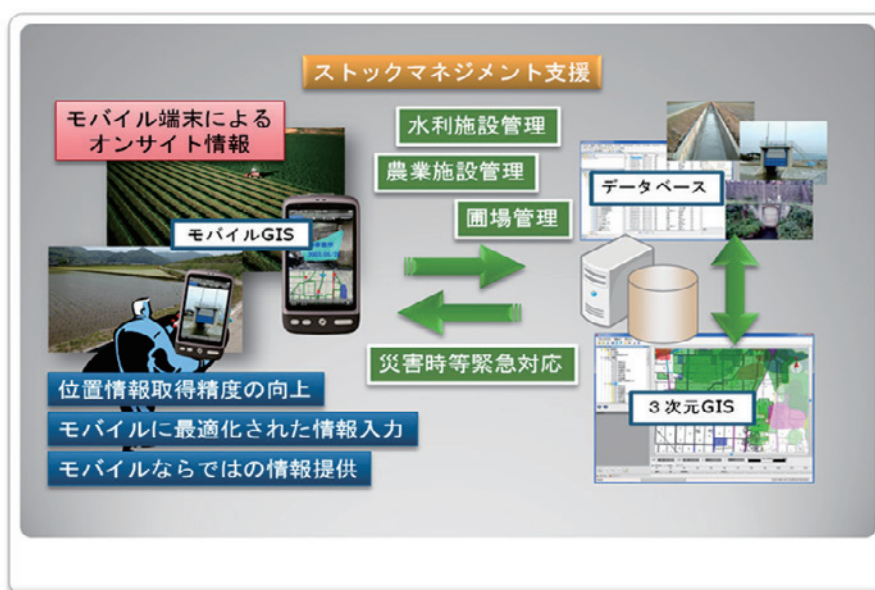 ストックマネジメント支援
モバイル端末による
オンサイト情報
水利施設管理
農業施設管理
圃場管理
モバイルGIS
データベース
災害時等緊急対応
3次元GIS
位置情報取得精度の向上
モバイルに最適化された情報入力
モバイルならではの情報提供